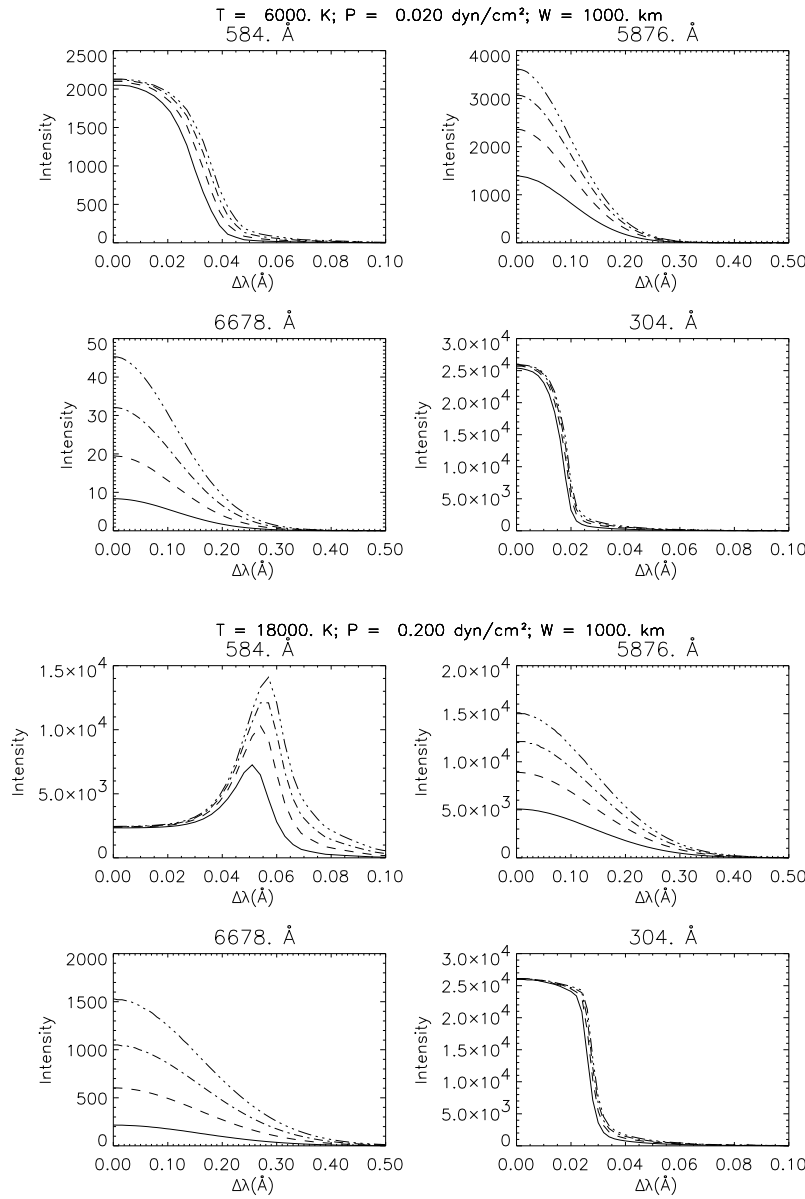 T = 6000. K; P = 0.020 dyn/cm²; W = 1000. km
584. Å
2500
2000
1500
1000
500
0
Intensity
0.00 0.02 0.04 0.06 0.08 0.10
Δλ(Å)
5876. Å
4000
3000
2000
1000
0
Intensity
0.00 0.10 0.20 0.30 0.40 0.50
Δλ(Å)
6678. Å
50
40
30
20
10
0
Intensity
0.00 0.10 0.20 0.30 0.40 0.50
Δλ(Å)
304. Å
3.0×10⁴
2.5×10⁴
2.0×10⁴
1.5×10⁴
1.0×10⁴
5.0×10³
0
Intensity
0.00 0.02 0.04 0.06 0.08 0.10
Δλ(Å)
T = 18000. K; P = 0.200 dyn/cm²; W = 1000. km
584. Å
1.5×10⁴
1.0×10⁴
5.0×10³
0
Intensity
0.00 0.02 0.04 0.06 0.08 0.10
Δλ(Å)
5876. Å
2.0×10⁴
1.5×10⁴
1.0×10⁴
5.0×10³
0
Intensity
0.00 0.10 0.20 0.30 0.40 0.50
Δλ(Å)
6678. Å
2000
1500
1000
500
0
Intensity
0.00 0.10 0.20 0.30 0.40 0.50
Δλ(Å)
304. Å
3.0×10⁴
2.5×10⁴
2.0×10⁴
1.5×10⁴
1.0×10⁴
5.0×10³
0
Intensity
0.00 0.02 0.04 0.06 0.08 0.10
Δλ(Å)